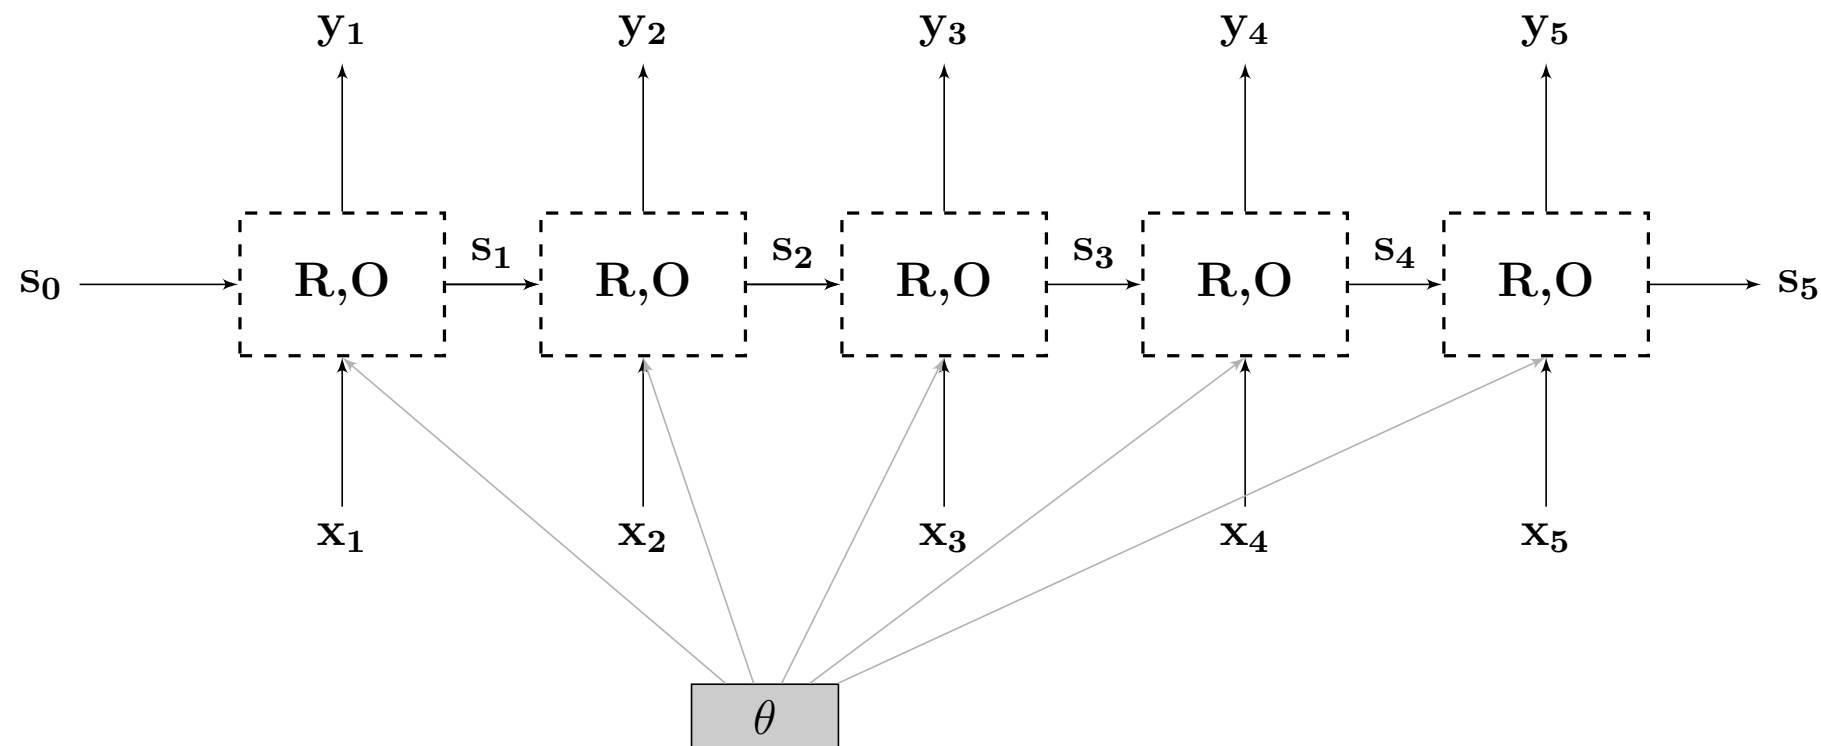 y₁ y₂ y₃ y₄ y₅
s₁ s₂ s₃ s₄
s₀ R,O R,O R,O R,O R,O s₅
x₁ x₂ x₃ x₄ x₅
θ